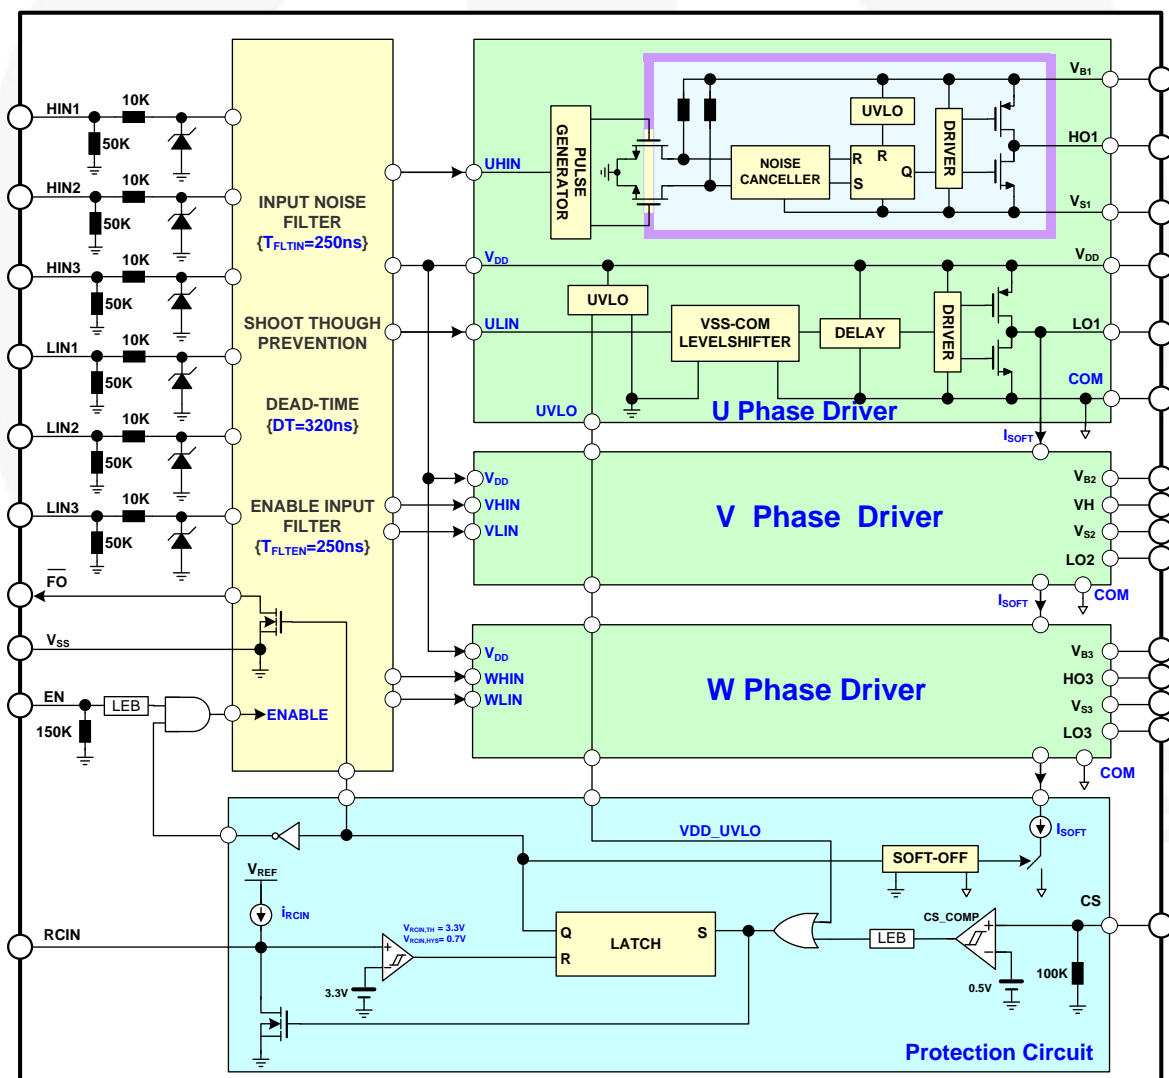 HIN1
10K
50K
HIN2
10K
50K
HIN3
10K
50K
LIN1
10K
50K
LIN2
10K
50K
LIN3
10K
50K
FO
VSS
EN
LEB
150K
ENABLE
INPUT NOISE
FILTER
{TFLTIN=250ns}
SHOOT THOUGH
PREVENTION
DEAD-TIME
{DT=320ns}
ENABLE INPUT
FILTER
{TFLTEN=250ns}
UHIN
PULSE
GENERATOR
NOISE
CANCELLER
UVLO
R
R
S
Q
DRIVER
VB1
HO1
VS1
VDD
VDD
UVLO
ULIN
VSS-COM
LEVELSHIFTER
DELAY
DRIVER
LO1
COM
UVLO
U Phase Driver
ISOFT
VDD
VHIN
VLIN
V Phase Driver
VB2
VH
VS2
LO2
ISOFT
COM
VDD
WHIN
WLIN
W Phase Driver
VB3
HO3
VS3
LO3
COM
VDD_UVLO
ISOFT
SOFT-OFF
VREF
iRCIN
RCIN
VRCIN,TH = 3.3V
VRCIN,HYS= 0.7V
3.3V
Q
R
LATCH
S
LEB
CS_COMP
0.5V
100K
CS
Protection Circuit